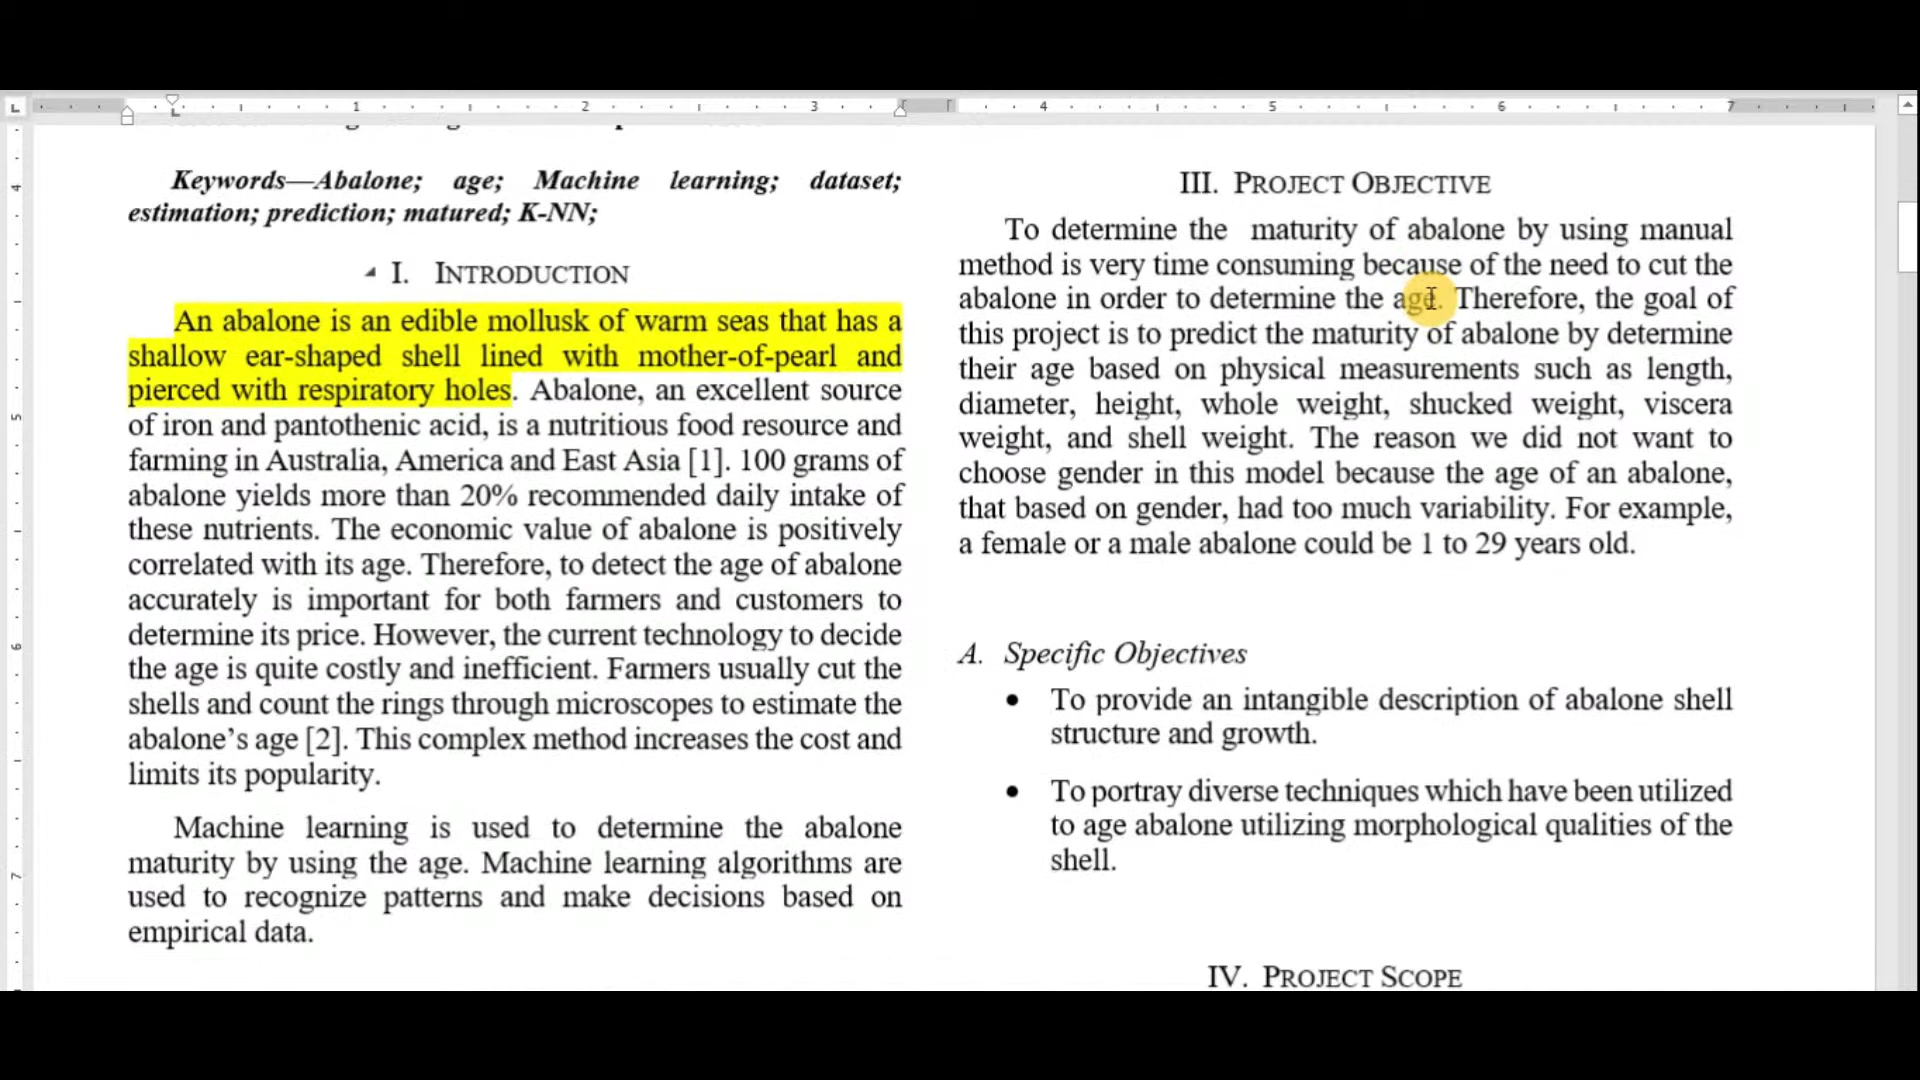 Keywords—Abalone; age; Machine learning; dataset;
estimation; prediction; matured; K-NN;
I. INTRODUCTION
An abalone is an edible mollusk of warm seas that has a
shallow ear-shaped shell lined with mother-of-pearl and
pierced with respiratory holes. Abalone, an excellent source
of iron and pantothenic acid, is a nutritious food resource and
farming in Australia, America and East Asia [1]. 100 grams of
abalone yields more than 20% recommended daily intake of
these nutrients. The economic value of abalone is positively
correlated with its age. Therefore, to detect the age of abalone
accurately is important for both farmers and customers to
determine its price. However, the current technology to decide
the age is quite costly and inefficient. Farmers usually cut the
shells and count the rings through microscopes to estimate the
abalone’s age [2]. This complex method increases the cost and
limits its popularity.
Machine learning is used to determine the abalone
maturity by using the age. Machine learning algorithms are
used to recognize patterns and make decisions based on
empirical data.
III. PROJECT OBJECTIVE
To determine the maturity of abalone by using manual
method is very time consuming because of the need to cut the
abalone in order to determine the age. Therefore, the goal of
this project is to predict the maturity of abalone by determine
their age based on physical measurements such as length,
diameter, height, whole weight, shucked weight, viscera
weight, and shell weight. The reason we did not want to
choose gender in this model because the age of an abalone,
that based on gender, had too much variability. For example,
a female or a male abalone could be 1 to 29 years old.
A. Specific Objectives
• To provide an intangible description of abalone shell
structure and growth.
• To portray diverse techniques which have been utilized
to age abalone utilizing morphological qualities of the
shell.
IV. PROJECT SCOPE
1 2 3 4 5 6 7
4
5
6
7